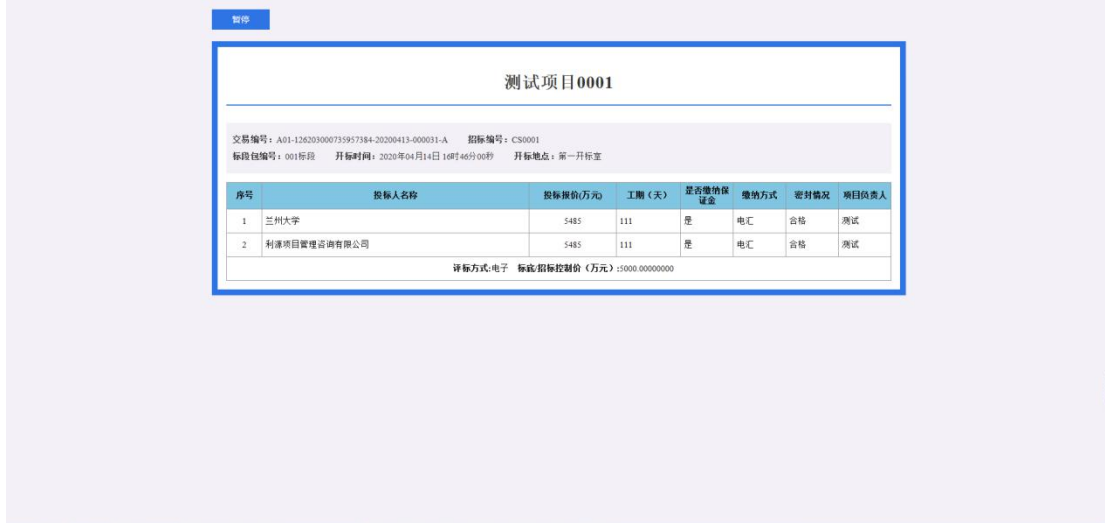 暂停
测试项目0001
交易编号：A01-126203000735957384-20200413-000031-A 招标编号：CS0001
标段包编号：001标段 开标时间：2020年04月14日 16时46分00秒 开标地点：第一开标室
序号 投标人名称 投标报价(万元) 工期（天） 是否缴纳保证金 缴纳方式 密封情况 项目负责人
1 兰州大学 5485 111 是 电汇 合格 测试
2 利源项目管理咨询有限公司 5485 111 是 电汇 合格 测试
评标方式:电子 标底/招标控制价（万元）:5000.00000000